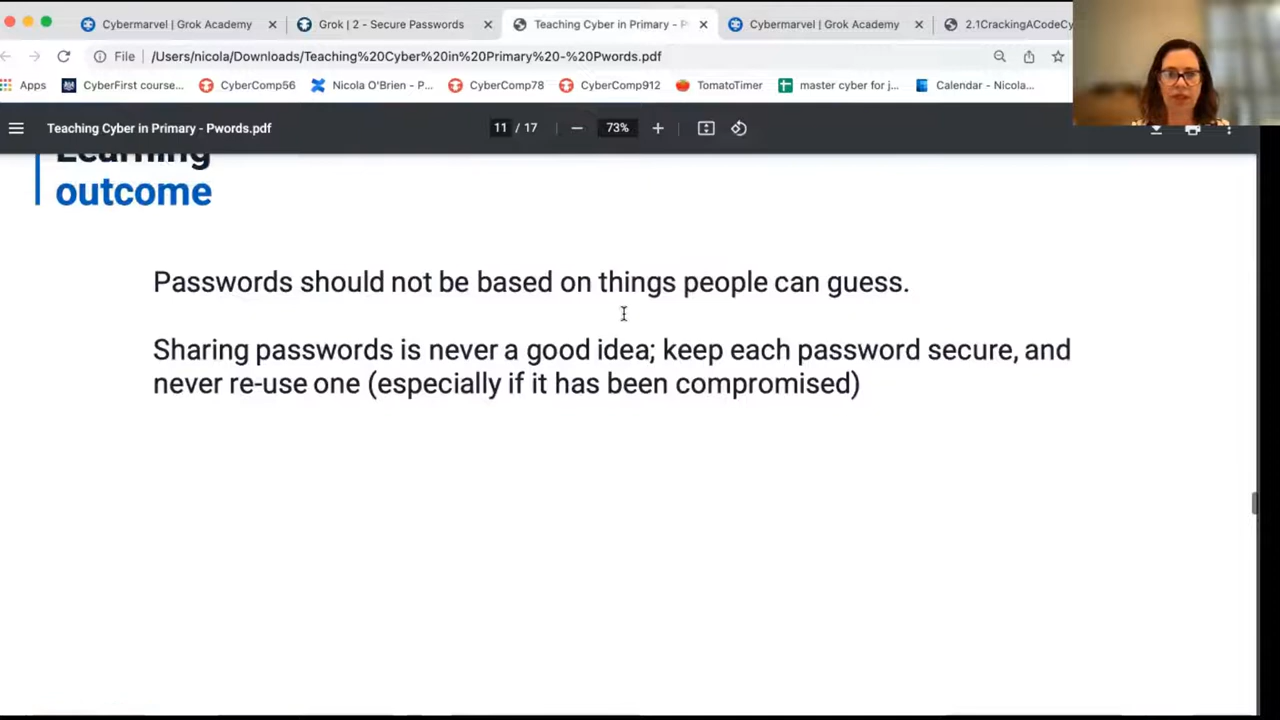 Cybermarvel | Grok Academy
Grok | 2 - Secure Passwords
Teaching Cyber in Primary - P
Cybermarvel | Grok Academy
2.1CrackingACodeCy
File
/Users/nicola/Downloads/Teaching%20Cyber%20in%20Primary%20-%20Pwords.pdf
Apps
CyberFirst course...
CyberComp56
Nicola O'Brien - P...
CyberComp78
CyberComp912
TomatoTimer
master cyber for j...
Calendar - Nicola...
Teaching Cyber in Primary - Pwords.pdf
11 / 17
73%
Learning
outcome
Passwords should not be based on things people can guess.
Sharing passwords is never a good idea; keep each password secure, and
never re-use one (especially if it has been compromised)